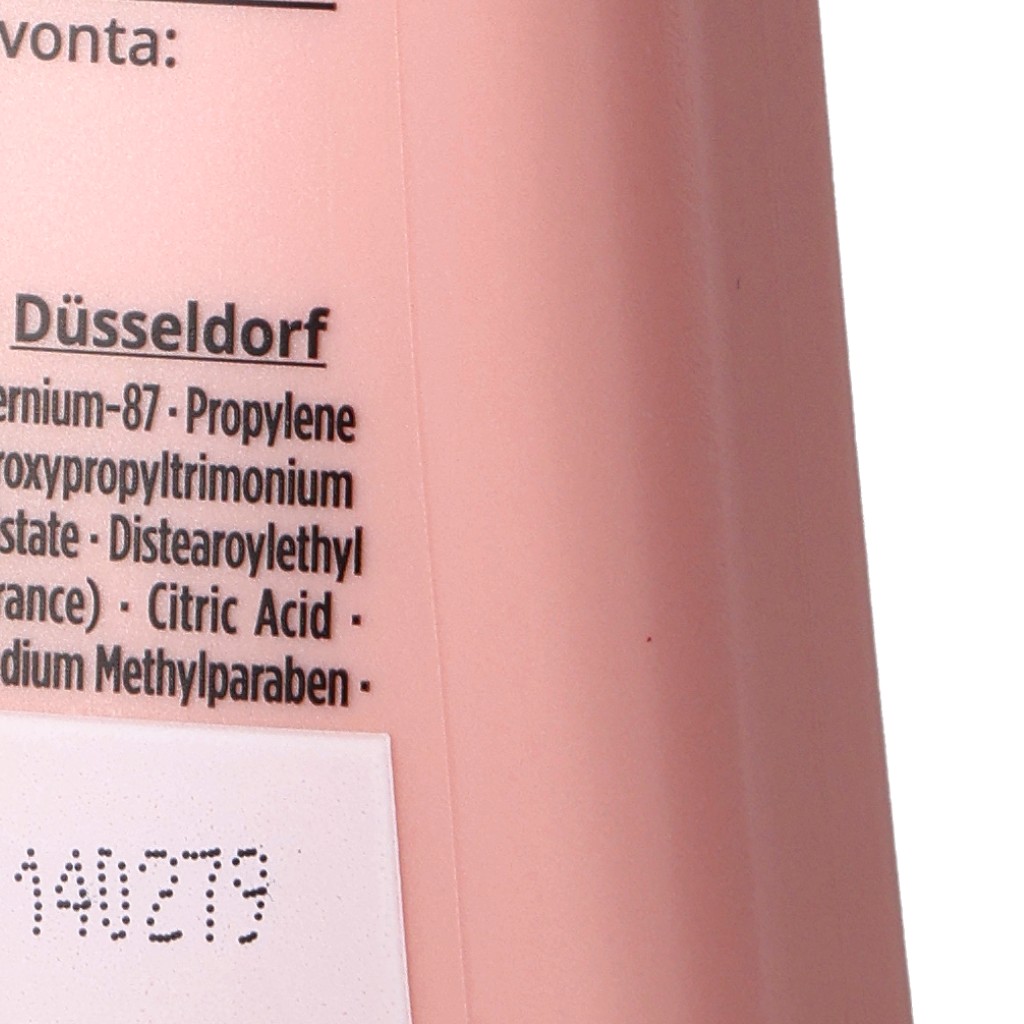 vonta:
Düsseldorf
ernium-87 · Propylene
roxypropyltrimonium
state · Distearoylethyl
rance) · Citric Acid ·
dium Methylparaben ·
140279